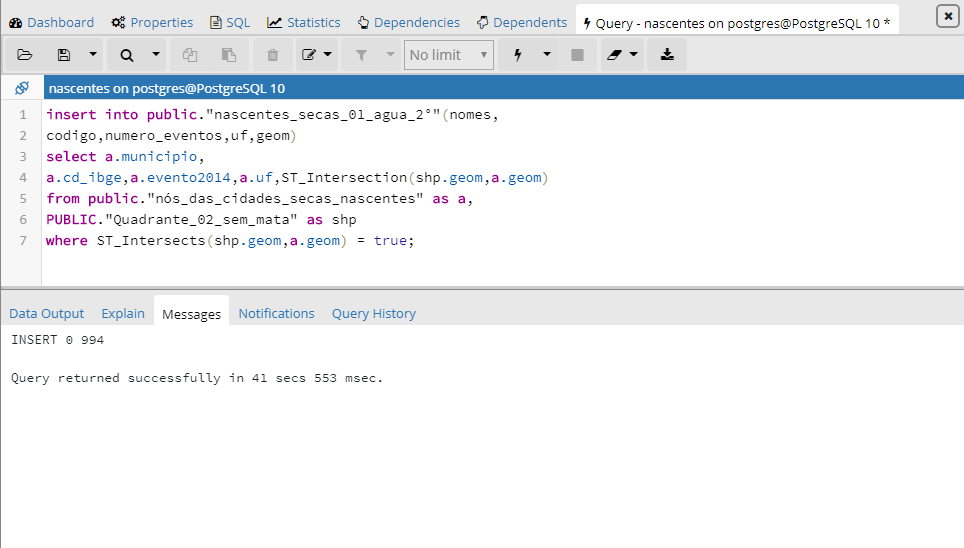 Dashboard Properties SQL Statistics Dependencies Dependents Query - nascentes on postgres@PostgreSQL 10 *
No limit
nascentes on postgres@PostgreSQL 10
1 insert into public."nascentes_secas_01_agua_2°"(nomes,
2 codigo,numero_eventos,uf,geom)
3 select a.municipio,
4 a.cd_ibge,a.evento2014,a.uf,ST_Intersection(shp.geom,a.geom)
5 from public."nós_das_cidades_secas_nascentes" as a,
6 PUBLIC."Quadrante_02_sem_mata" as shp
7 where ST_Intersects(shp.geom,a.geom) = true;
Data Output Explain Messages Notifications Query History
INSERT 0 994
Query returned successfully in 41 secs 553 msec.